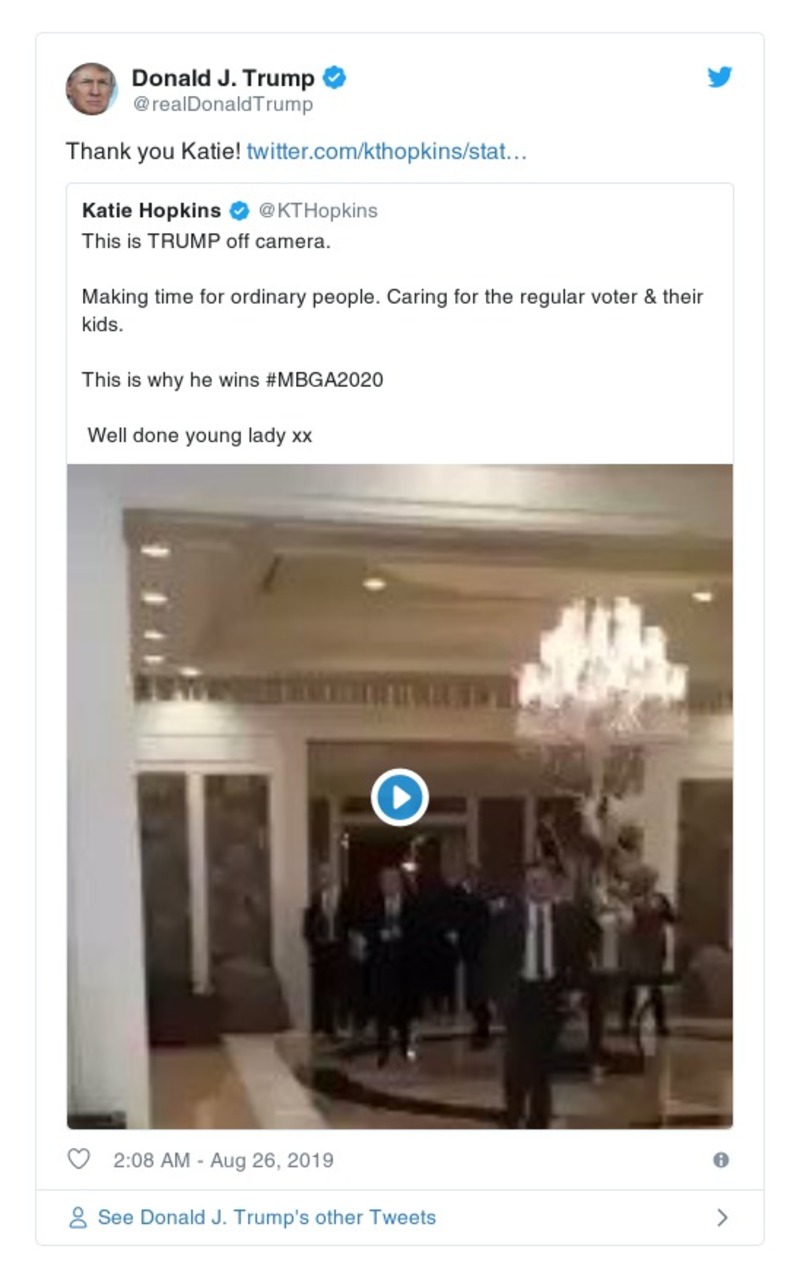 Donald J. Trump
@realDonaldTrump
Thank you Katie! twitter.com/kthopkins/stat…
Katie Hopkins @KTHopkins
This is TRUMP off camera.
Making time for ordinary people. Caring for the regular voter & their
kids.
This is why he wins #MBGA2020
Well done young lady xx
2:08 AM - Aug 26, 2019
See Donald J. Trump's other Tweets